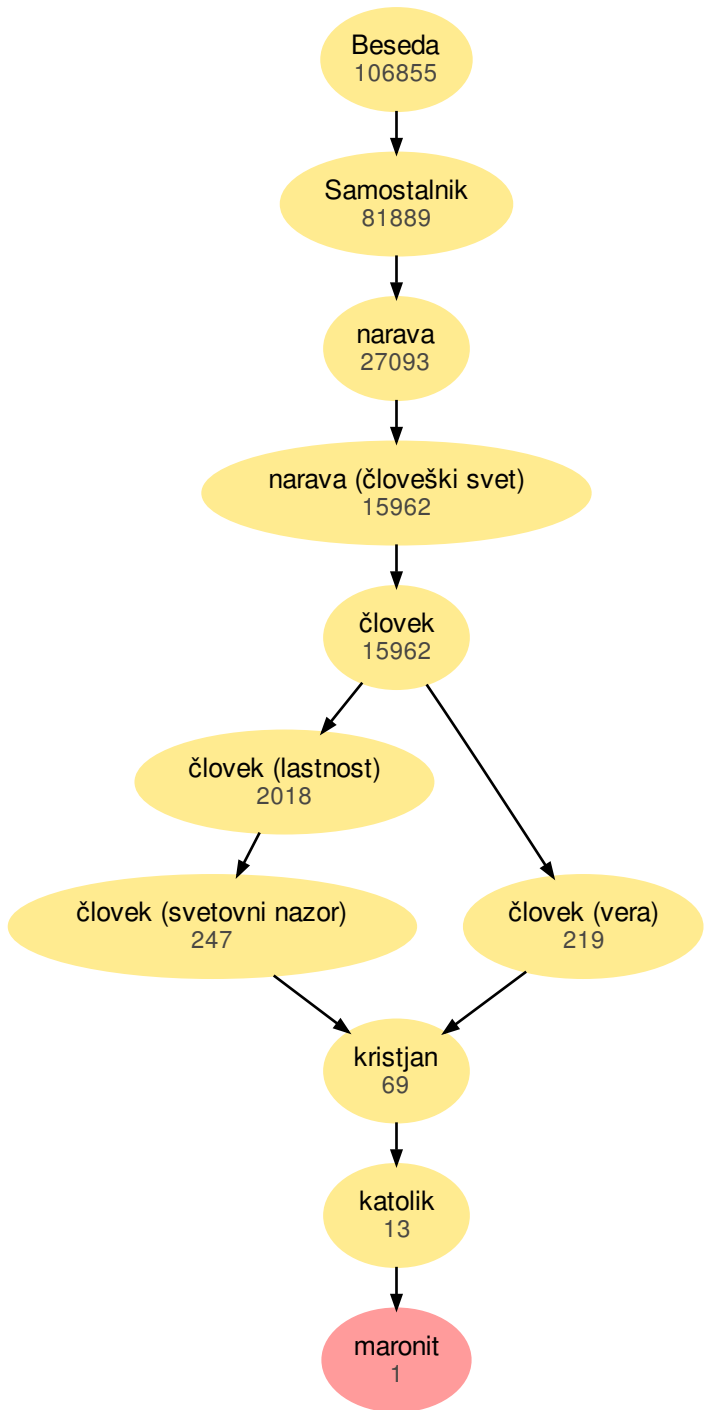 Beseda
106855
Samostalnik
81889
narava
27093
narava (človeški svet)
15962
človek
15962
človek (lastnost)
2018
človek (svetovni nazor)
247
človek (vera)
219
kristjan
69
katolik
13
maronit
1